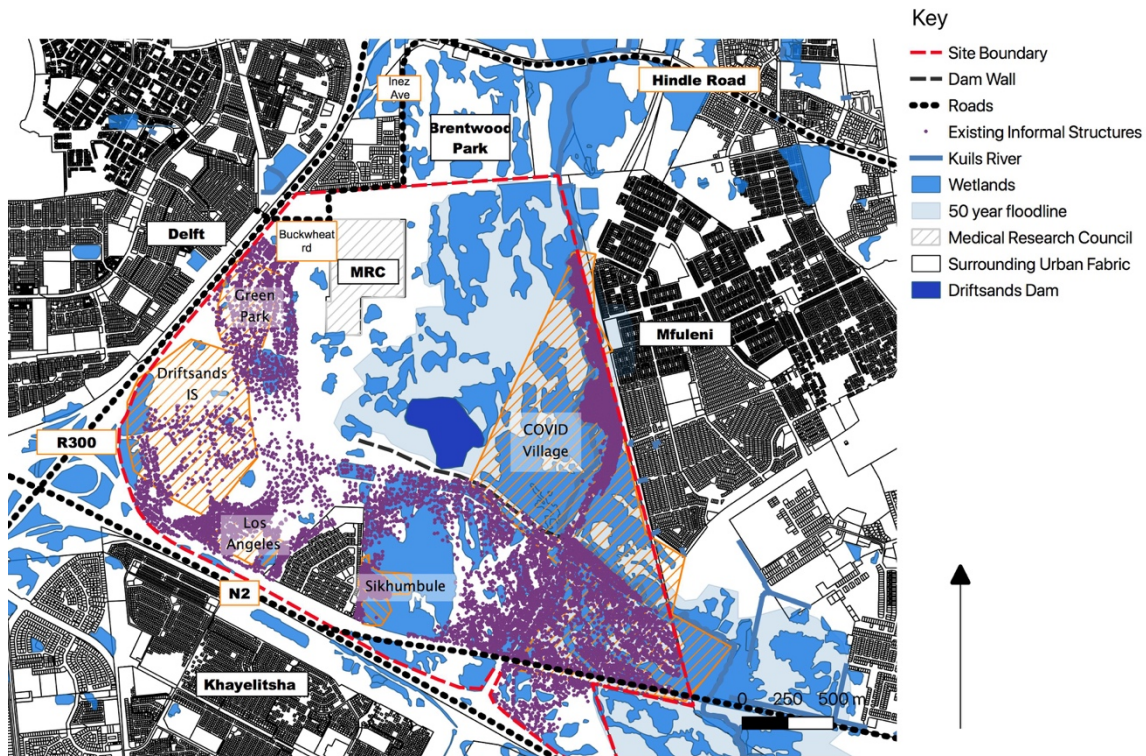 Key
Site Boundary
Dam Wall
Roads
Existing Informal Structures
Kuils River
Wetlands
50 year floodline
Medical Research Council
Surrounding Urban Fabric
Driftsands Dam
Inez
Ave
Hindle Road
Brentwood
Park
Delft
Buckwheat
rd
MRC
Green
Park
Mfuleni
Driftsands
IS
COVID
Village
R300
Los
Angeles
Sikhumbule
N2
Khayelitsha
0 250 500 m